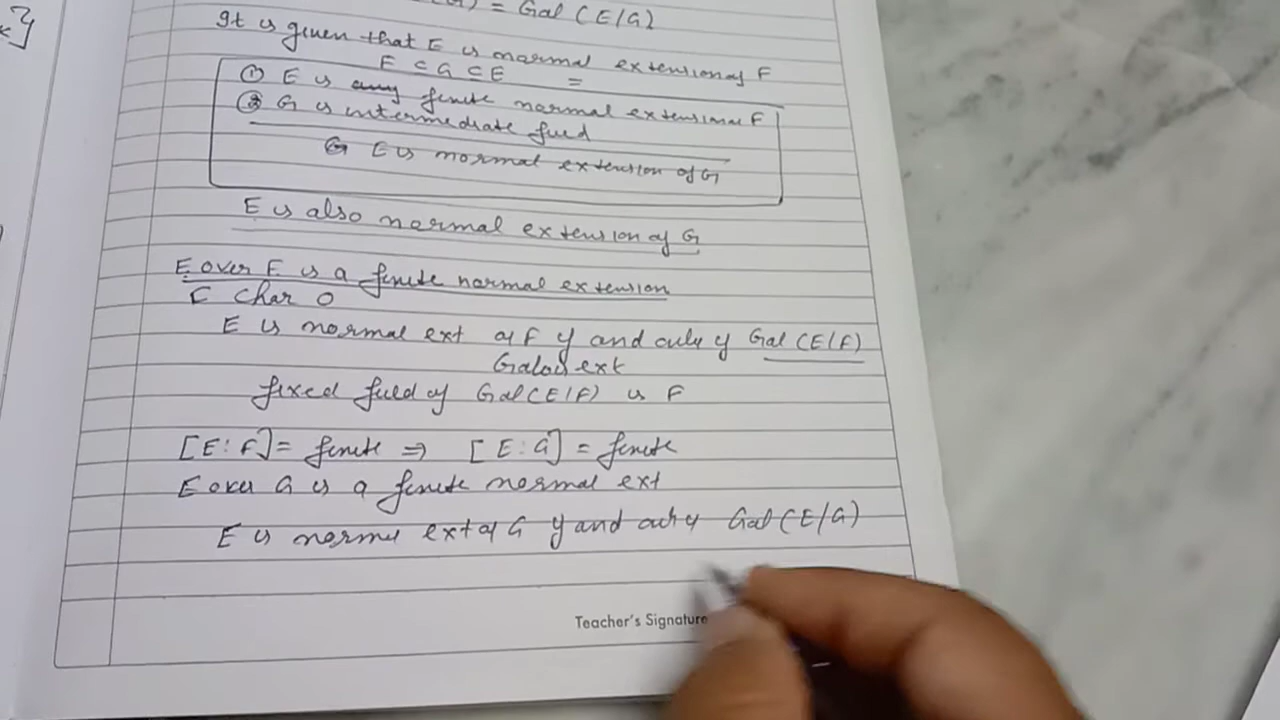 = Gal (E/G)
It is given that E is normal extension of F
F ⊂ G ⊂ E =
① E is any finite normal extension of F
② G is intermediate field
G E is normal extension of G
E is also normal extension of G
E over F is a finite normal extension
F Char 0
E is normal ext of F if and only if Gal (E/F)
Galois ext
fixed field of Gal (E/F) is F
[E:F] = finite ⇒ [E:G] = finite
E over G is a finite normal ext
E is normal ext of G if and only if Gal (E/G)
Teacher's Signature